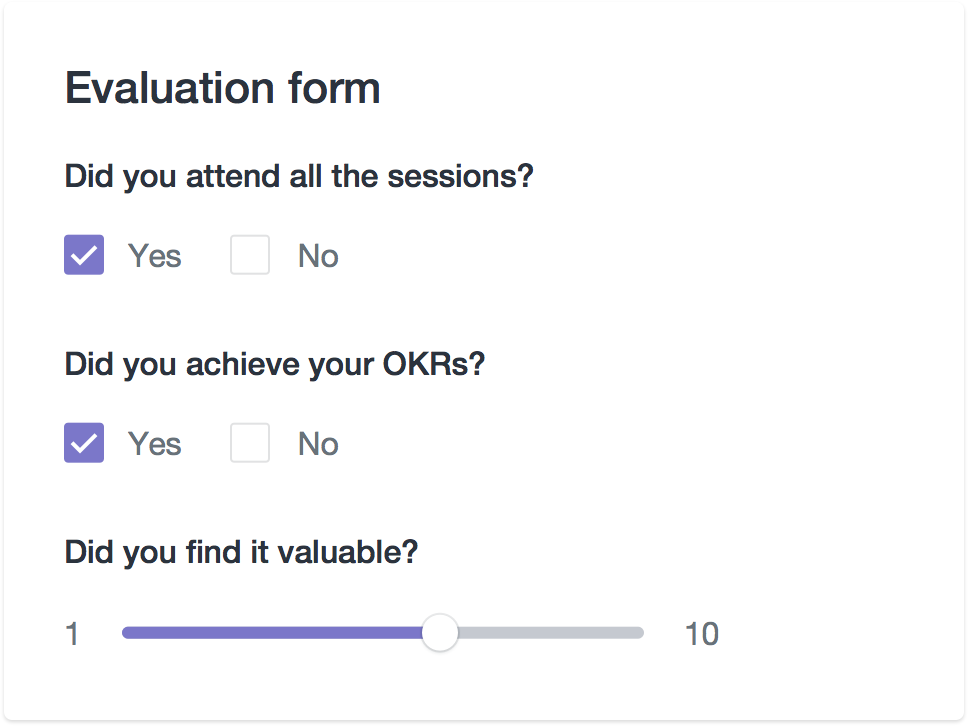 Evaluation form
Did you attend all the sessions?
Yes No
Did you achieve your OKRs?
Yes No
Did you find it valuable?
1 10